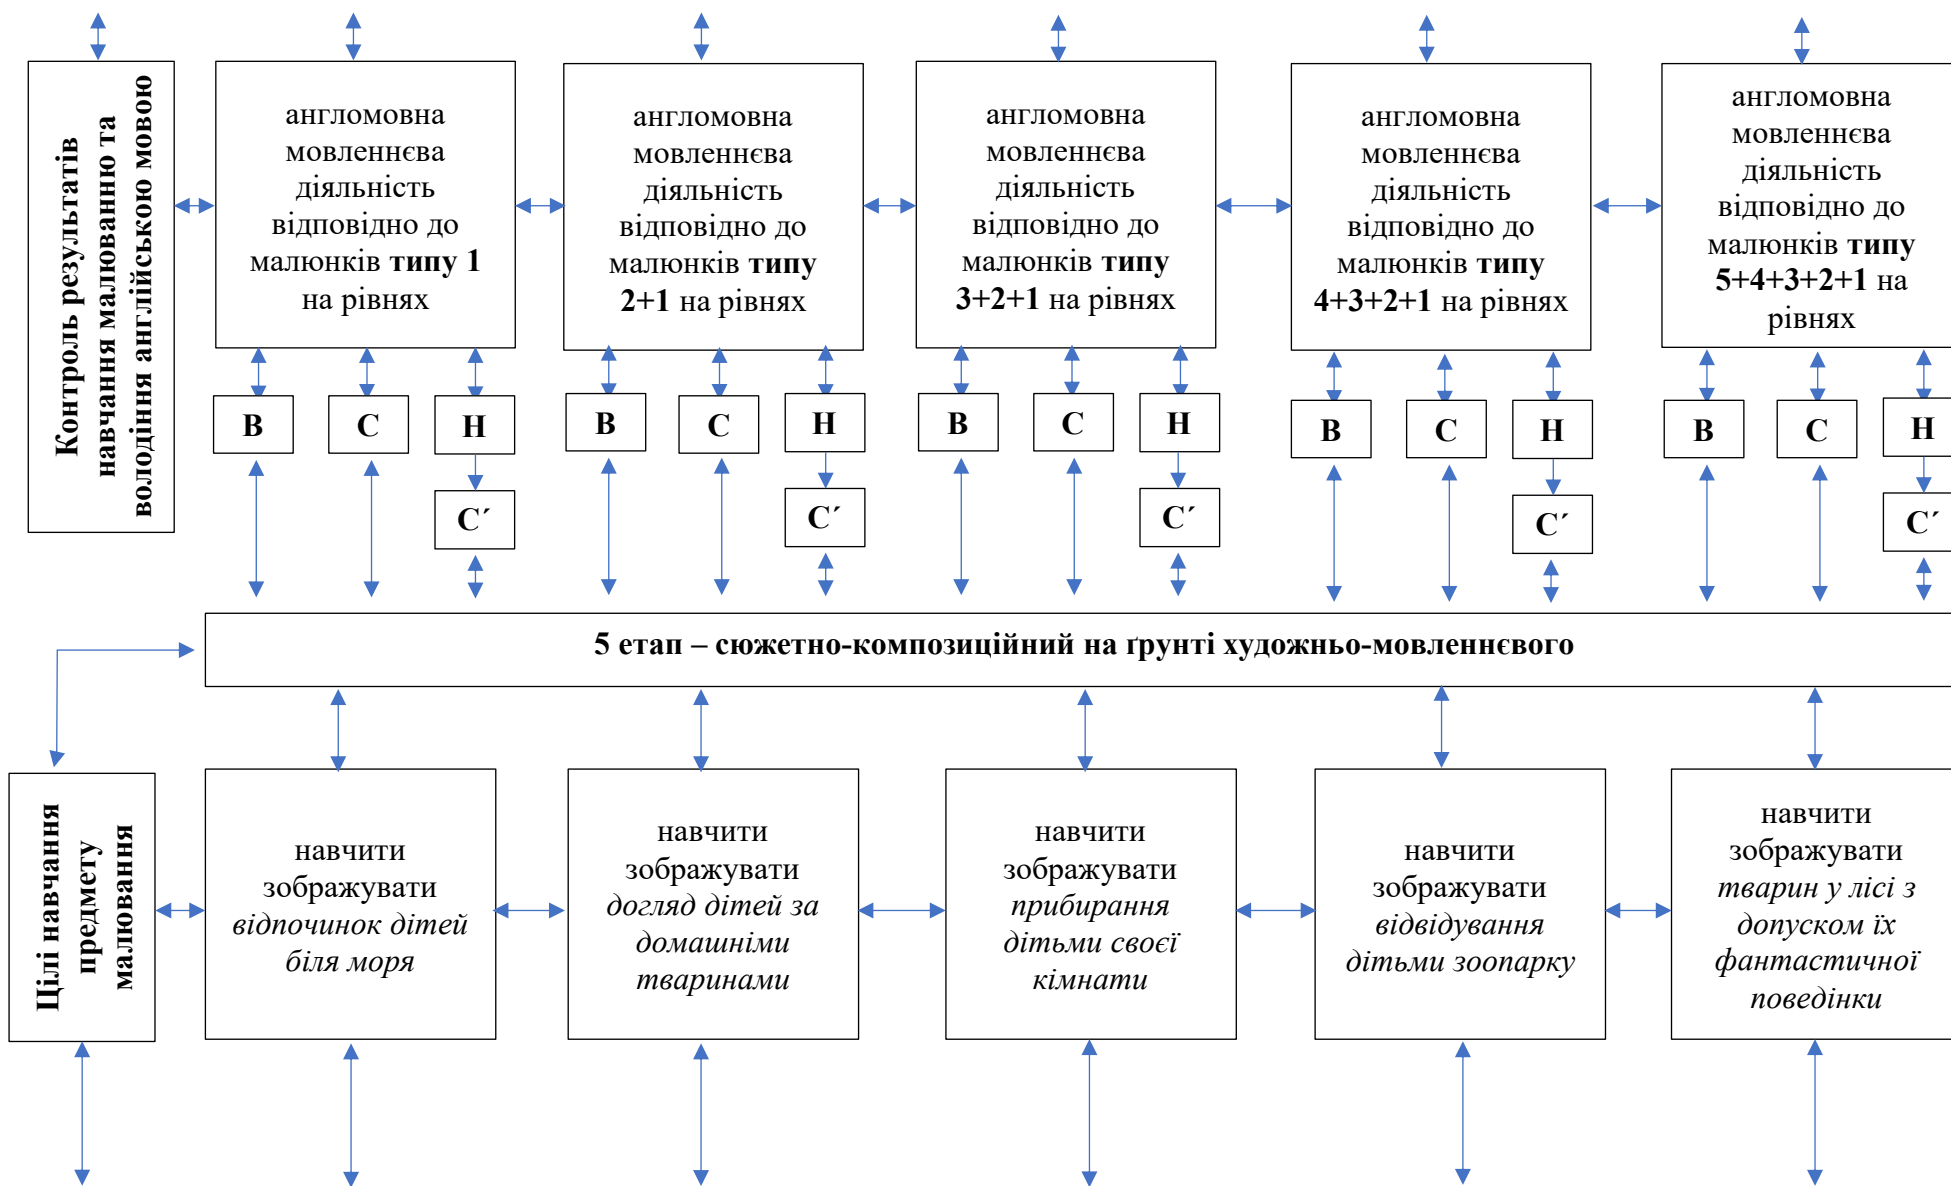 Контроль результатів
навчання малюванню та
володіння англійською мовою
англомовна
мовленнєва
діяльність
відповідно до
малюнків типу 1
на рівнях
англомовна
мовленнєва
діяльність
відповідно до
малюнків типу
2+1 на рівнях
англомовна
мовленнєва
діяльність
відповідно до
малюнків типу
3+2+1 на рівнях
англомовна
мовленнєва
діяльність
відповідно до
малюнків типу
4+3+2+1 на рівнях
англомовна
мовленнєва
діяльність
відповідно до
малюнків типу
5+4+3+2+1 на
рівнях
В
С
Н
В
С
Н
В
С
Н
В
С
Н
В
С
Н
С´
С´
С´
С´
С´
5 етап – сюжетно-композиційний на ґрунті художньо-мовленнєвого
Цілі навчання
предмету
малювання
навчити
зображувати
відпочинок дітей
біля моря
навчити
зображувати
догляд дітей за
домашніми
тваринами
навчити
зображувати
прибирання
дітьми своєї
кімнати
навчити
зображувати
відвідування
дітьми зоопарку
навчити
зображувати
тварин у лісі з
допуском їх
фантастичної
поведінки